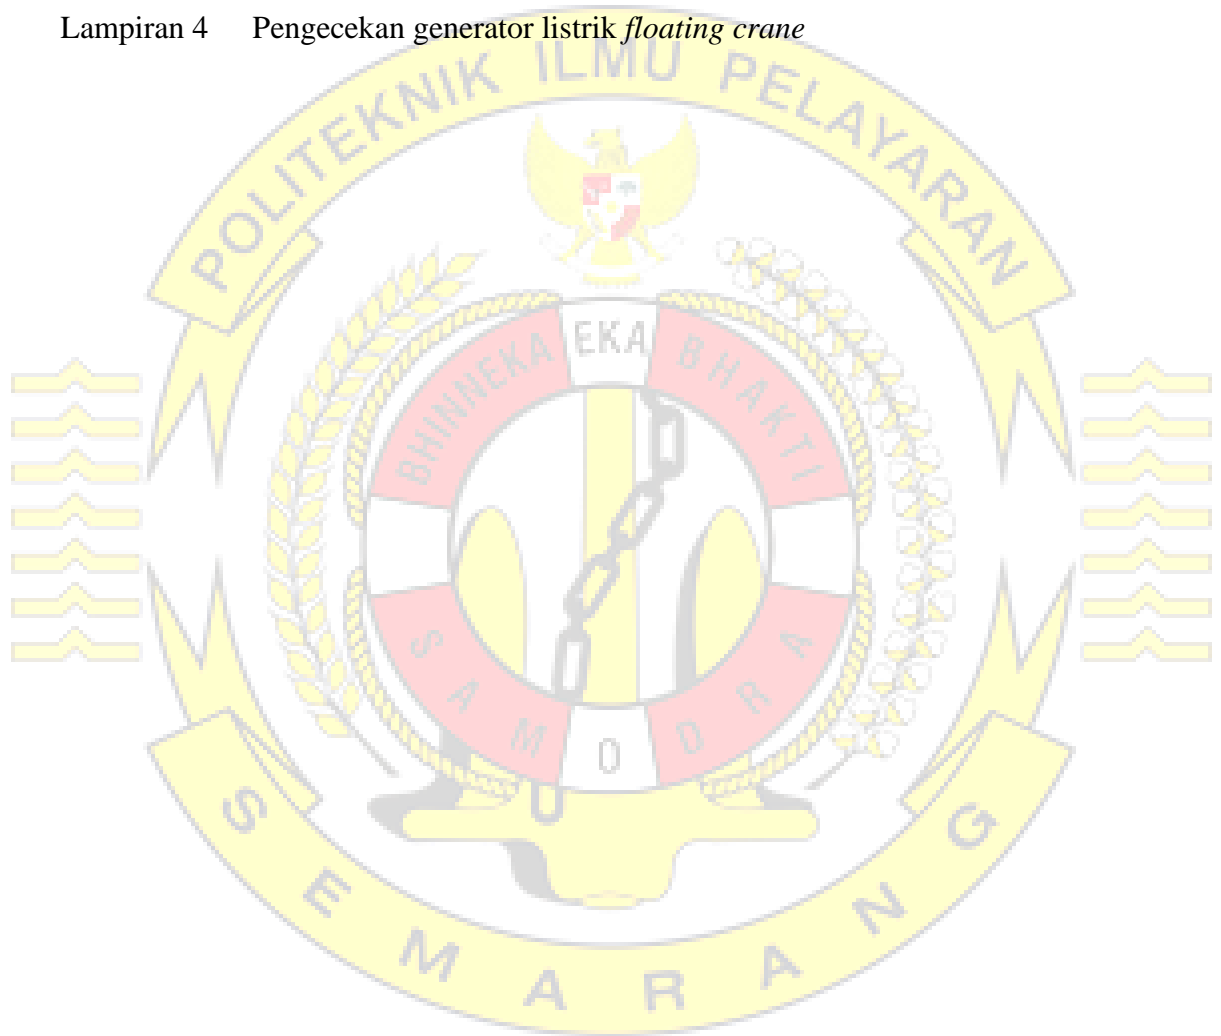 Lampiran 4 Pengecekan generator listrik floating crane
POLITEKNIK ILMU PELAYARAN
BHINNEKA EKA BHAKTI
SAMODRA
SEMARANG